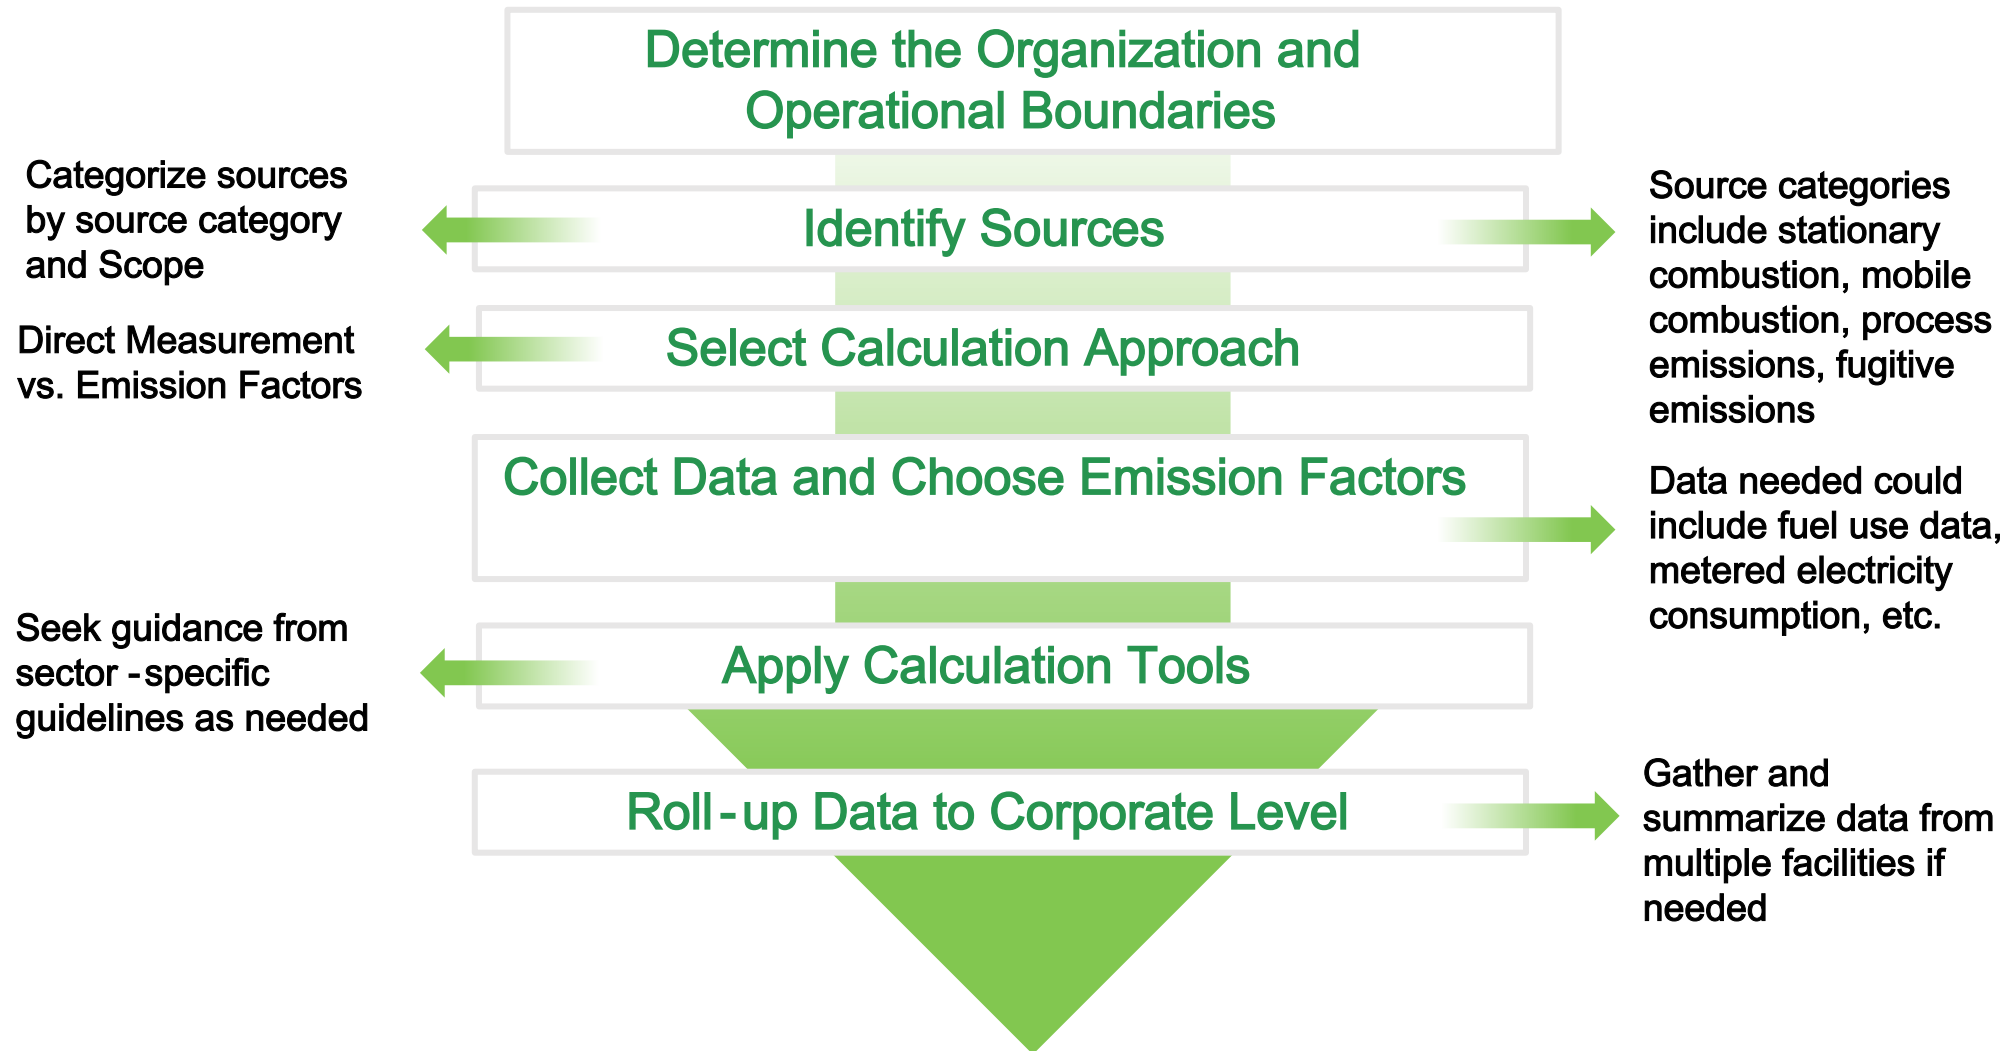 Determine the Organization and
Operational Boundaries
Categorize sources
by source category
and Scope
Identify Sources
Source categories
include stationary
combustion, mobile
combustion, process
emissions, fugitive
emissions
Direct Measurement
vs. Emission Factors
Select Calculation Approach
Collect Data and Choose Emission Factors
Data needed could
include fuel use data,
metered electricity
consumption, etc.
Seek guidance from
sector -specific
guidelines as needed
Apply Calculation Tools
Roll-up Data to Corporate Level
Gather and
summarize data from
multiple facilities if
needed